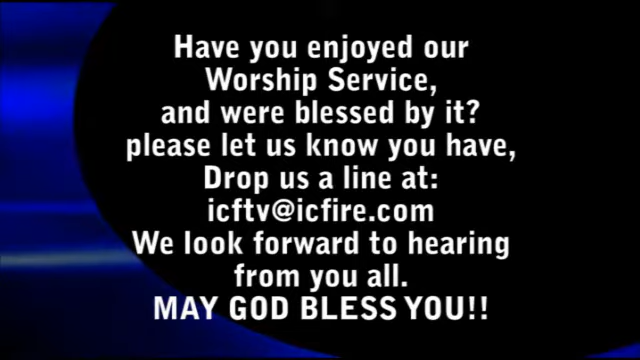 Have you enjoyed our
Worship Service,
and were blessed by it?
please let us know you have,
Drop us a line at:
icftv@icfire.com
We look forward to hearing
from you all.
MAY GOD BLESS YOU!!